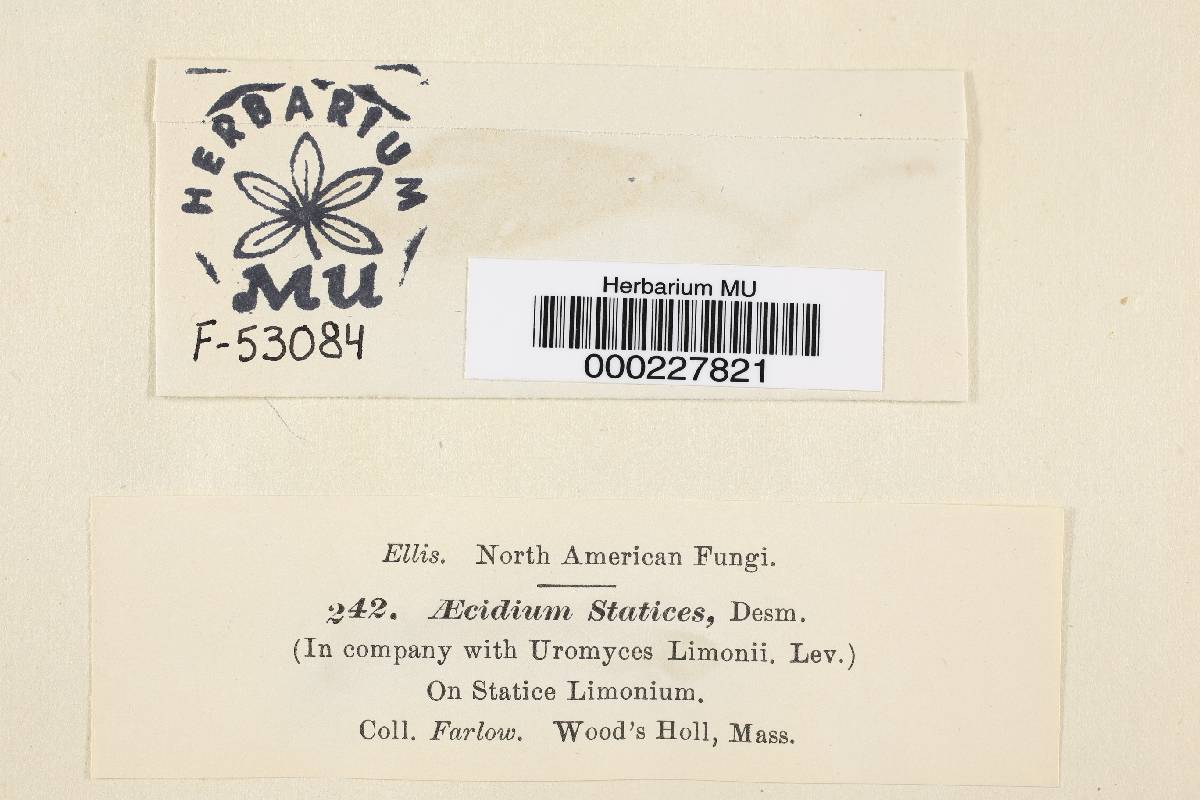 HERBARIUM
MU
F-53084
Herbarium MU
000227821
Ellis. North American Fungi.
242. Æcidium Statices, Desm.
(In company with Uromyces Limonii. Lev.)
On Statice Limonium.
Coll. Farlow. Wood's Holl, Mass.